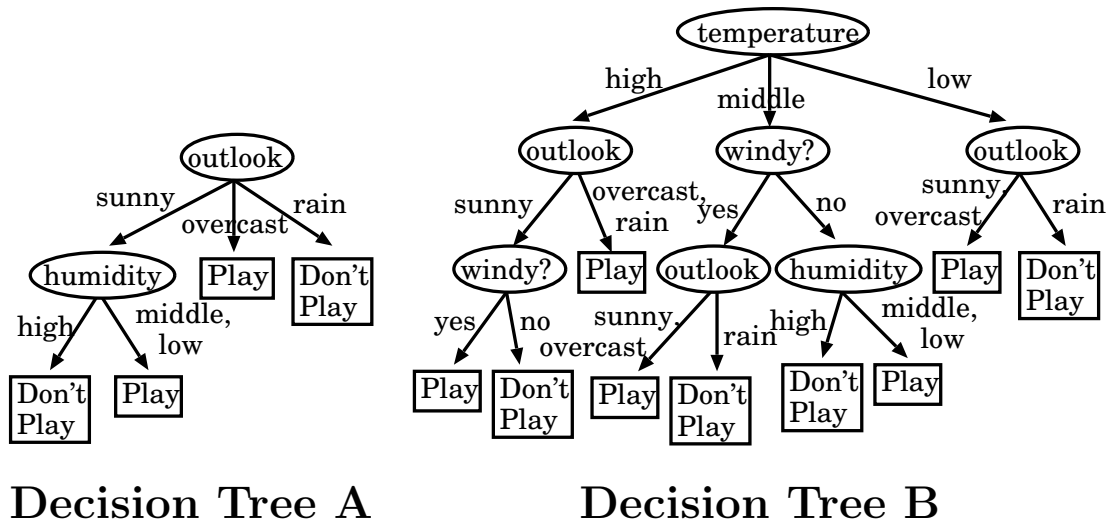 temperature
high
middle
low
outlook
outlook
windy?
outlook
sunny
overcast
rain
sunny
overcast,
rain
yes
no
sunny,
overcast
rain
humidity
Play
Don't
Play
windy?
Play
outlook
humidity
Play
Don't
Play
high
middle,
low
yes
no
sunny,
overcast
rain
high
middle,
low
Don't
Play
Play
Play
Don't
Play
Play
Don't
Play
Don't
Play
Play
Decision Tree A
Decision Tree B